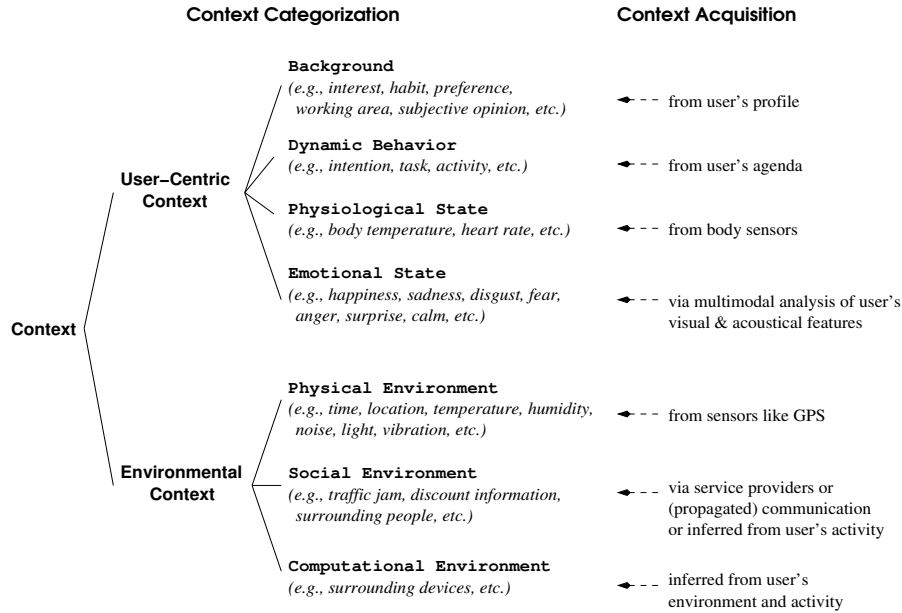 Context Categorization
Context Acquisition
Background
(e.g., interest, habit, preference,
working area, subjective opinion, etc.)
from user's profile
Dynamic Behavior
(e.g., intention, task, activity, etc.)
from user's agenda
User−Centric
Context
Physiological State
(e.g., body temperature, heart rate, etc.)
from body sensors
Emotional State
(e.g., happiness, sadness, disgust, fear,
anger, surprise, calm, etc.)
via multimodal analysis of user's
visual & acoustical features
Context
Physical Environment
(e.g., time, location, temperature, humidity,
noise, light, vibration, etc.)
from sensors like GPS
Environmental
Context
Social Environment
(e.g., traffic jam, discount information,
surrounding people, etc.)
via service providers or
(propagated) communication
or inferred from user's activity
Computational Environment
(e.g., surrounding devices, etc.)
inferred from user's
environment and activity